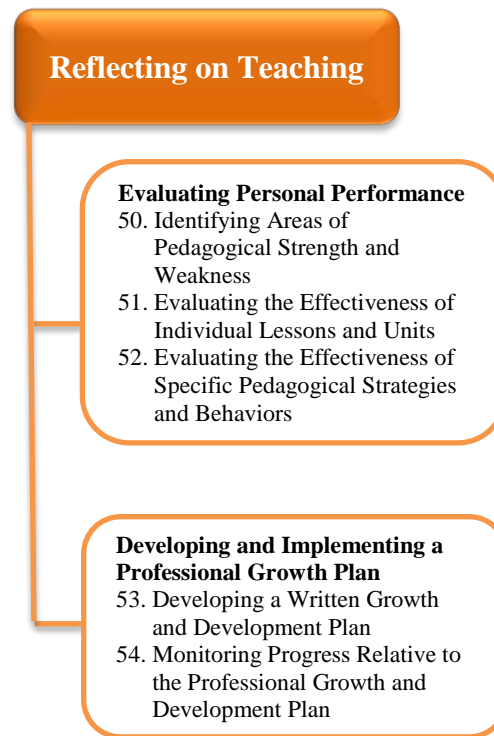 Reflecting on Teaching
Evaluating Personal Performance
50. Identifying Areas of
Pedagogical Strength and
Weakness
51. Evaluating the Effectiveness of
Individual Lessons and Units
52. Evaluating the Effectiveness of
Specific Pedagogical Strategies
and Behaviors
Developing and Implementing a
Professional Growth Plan
53. Developing a Written Growth
and Development Plan
54. Monitoring Progress Relative to
the Professional Growth and
Development Plan